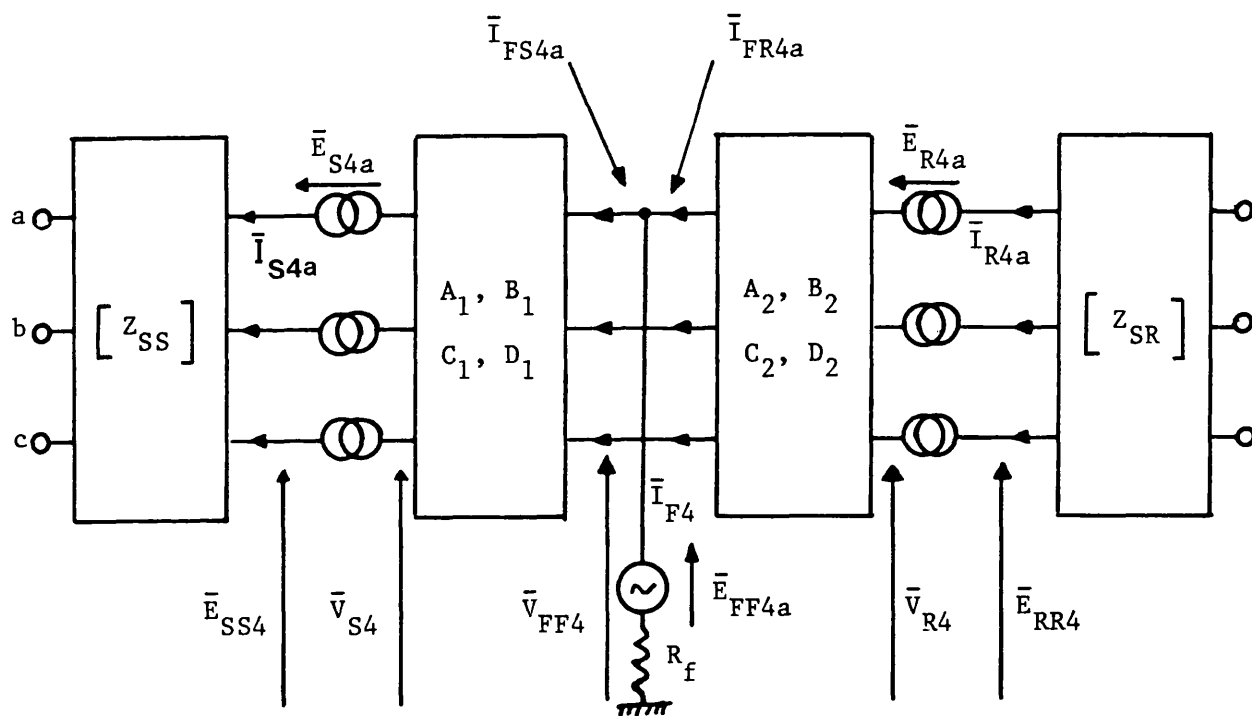 Ī_FS4a Ī_FR4a
Ē_S4a Ē_R4a
a
Ī_S4a Ī_R4a
A_1, B_1 A_2, B_2
b [Z_SS] [Z_SR]
C_1, D_1 C_2, D_2
c
Ī_F4
Ē_SS4 V̄_S4 V̄_FF4 ~ Ē_FF4a V̄_R4 Ē_RR4
R_f